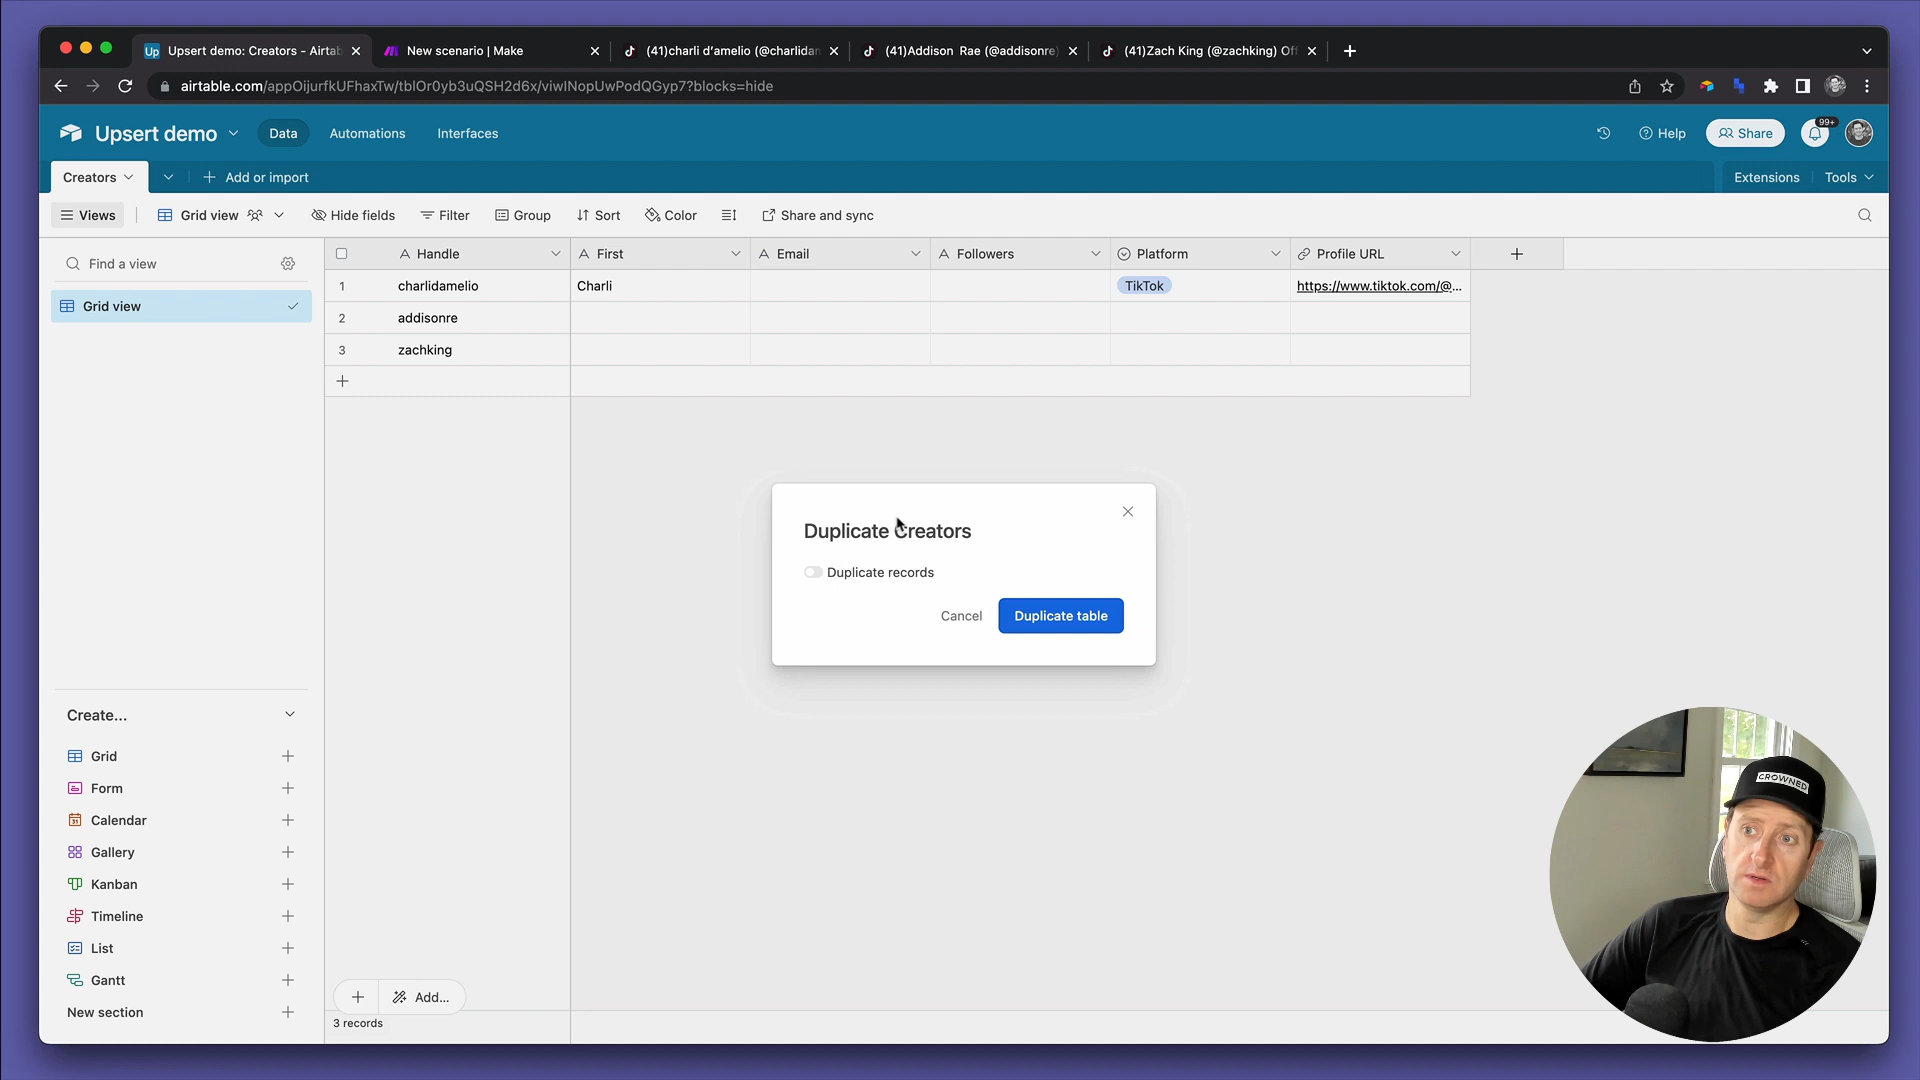 Up Upsert demo: Creators - Airtab
New scenario | Make
(41)charli d'amelio (@charlidam
(41)Addison Rae (@addisonre)
(41)Zach King (@zachking) Off
airtable.com/appOijurfkUFhaxTw/tblOr0yb3uQSH2d6x/viwINopUwPodQGyp7?blocks=hide
Upsert demo
Data
Automations
Interfaces
Help
Share
99+
Creators
Add or import
Extensions
Tools
Views
Grid view
Hide fields
Filter
Group
Sort
Color
Share and sync
Find a view
Grid view
Handle
First
Email
Followers
Platform
Profile URL
1 charlidamelio Charli TikTok https://www.tiktok.com/@...
2 addisonre
3 zachking
Duplicate Creators
Duplicate records
Cancel
Duplicate table
Create...
Grid
Form
Calendar
Gallery
Kanban
Timeline
List
Gantt
New section
Add...
3 records
CROWNED